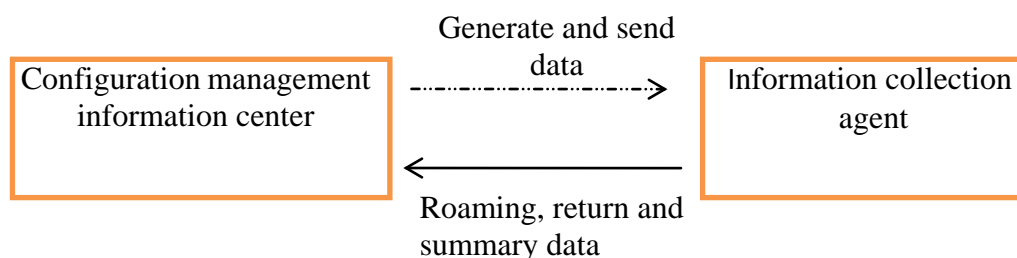 Generate and send
data
Configuration management
information center
Information collection
agent
Roaming, return and
summary data